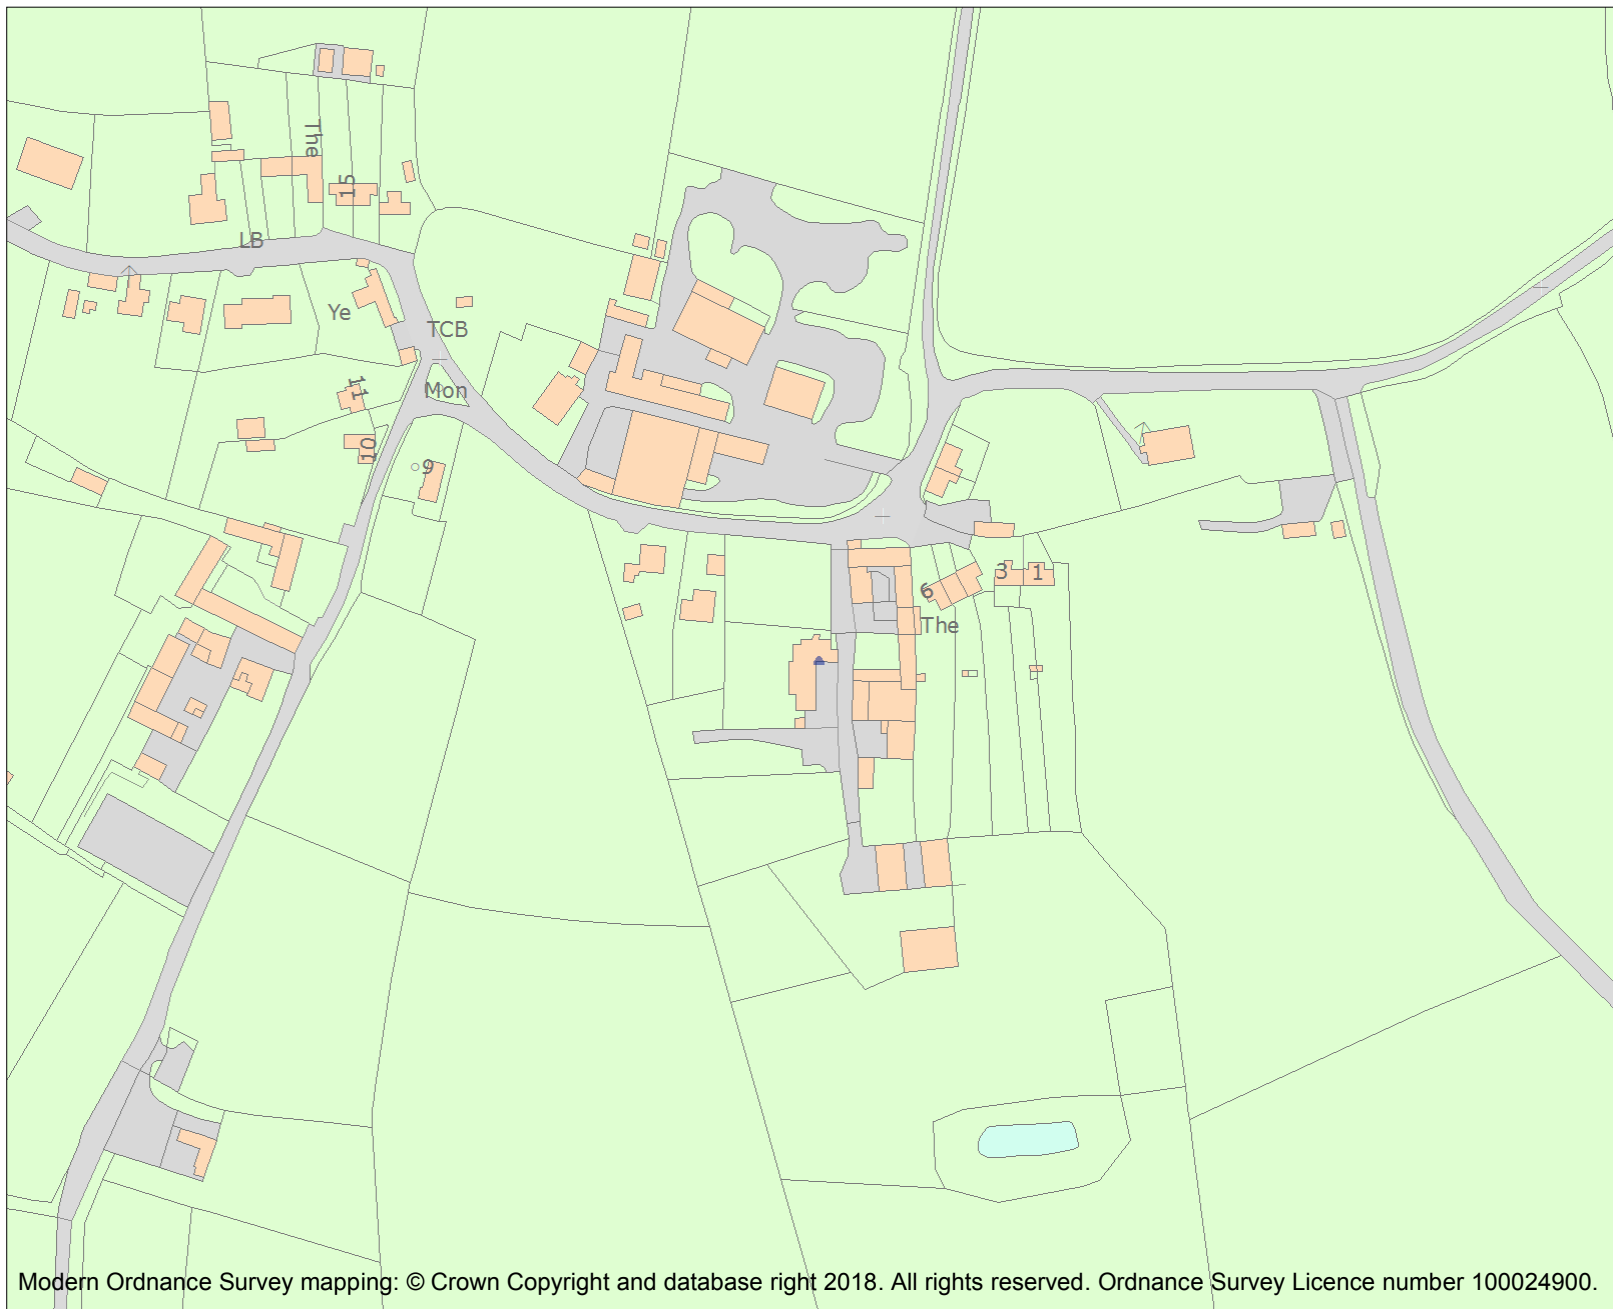 The
15
LB
Ye
TCB
11
Mon
10
9
3
1
6
The
Modern Ordnance Survey mapping: © Crown Copyright and database right 2018. All rights reserved. Ordnance Survey Licence number 100024900.